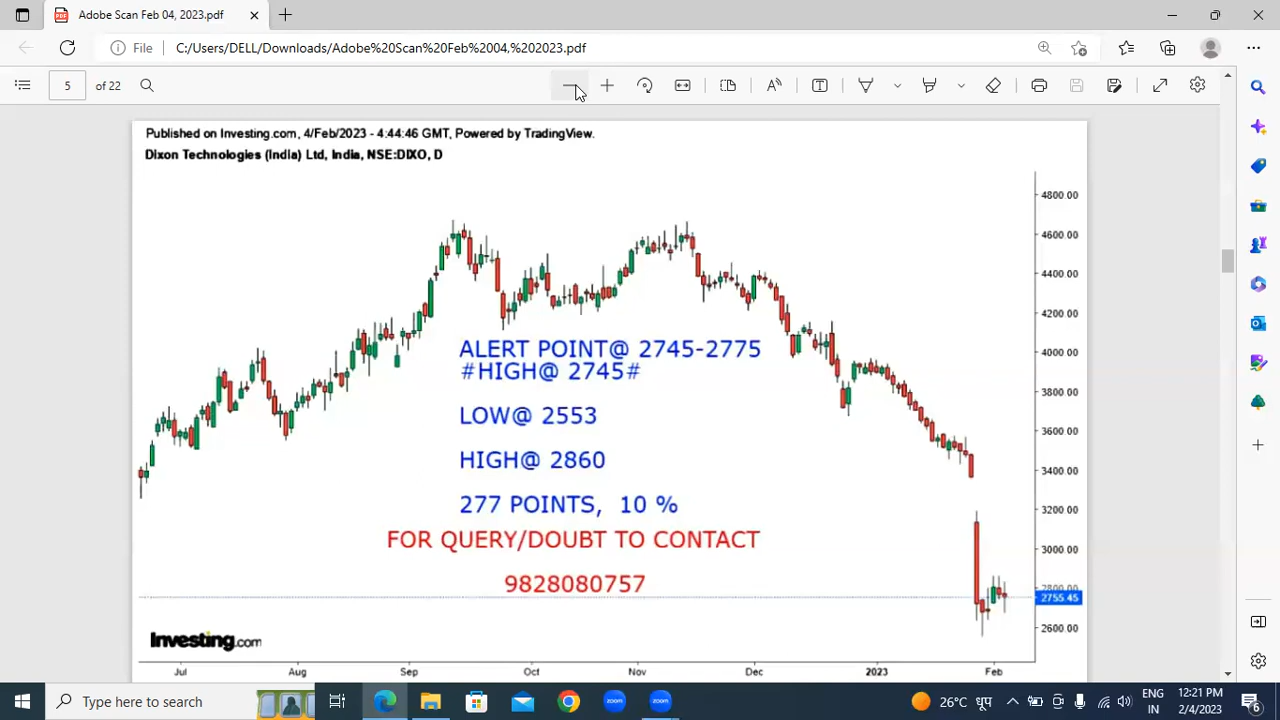 Adobe Scan Feb 04, 2023.pdf
File
C:/Users/DELL/Downloads/Adobe%20Scan%20Feb%2004,%202023.pdf
5 of 22
Published on Investing.com, 4/Feb/2023 - 4:44:46 GMT, Powered by TradingView.
Dixon Technologies (India) Ltd, India, NSE:DIXO, D
4800.00
4600.00
4400.00
4200.00
4000.00
3800.00
3600.00
3400.00
3200.00
3000.00
2800.00
2755.45
2600.00
ALERT POINT@ 2745-2775
#HIGH@ 2745#
LOW@ 2553
HIGH@ 2860
277 POINTS, 10 %
FOR QUERY/DOUBT TO CONTACT
9828080757
Investing.com
Jul Aug Sep Oct Nov Dec 2023 Feb
Type here to search
zoom
zoom
26°C धूप
ENG
IN
12:21 PM
2/4/2023
6